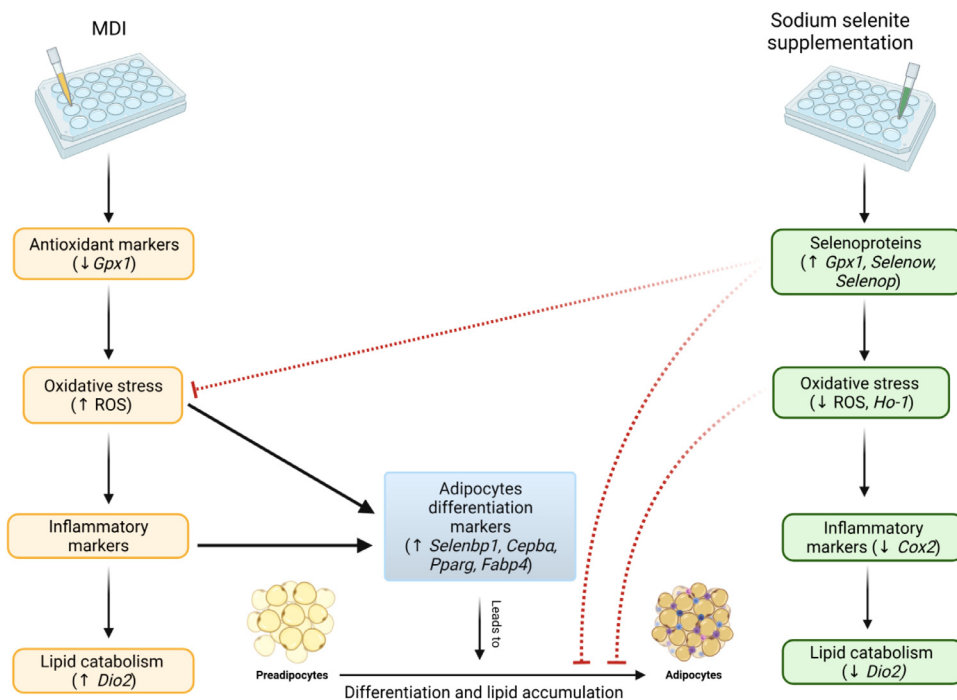 MDI
Sodium selenite
supplementation
Antioxidant markers
(↓ Gpx1)
Selenoproteins
(↑ Gpx1, Selenow,
Selenop)
Oxidative stress
(↑ ROS)
Oxidative stress
(↓ ROS, Ho-1)
Adipocytes
differentiation
markers
(↑ Selenbp1, Cepbα,
Pparg, Fabp4)
Inflammatory
markers
Inflammatory
markers (↓ Cox2)
Leads to
Lipid catabolism
(↑ Dio2)
Lipid catabolism
(↓ Dio2)
Preadipocytes
Adipocytes
Differentiation and lipid accumulation